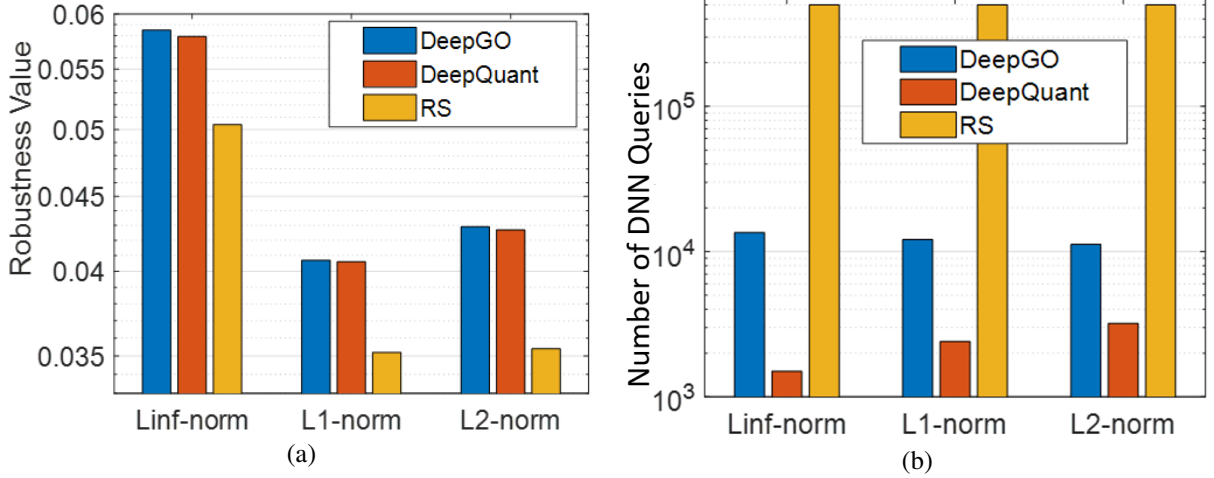 Robustness Value
0.06
0.055
0.05
0.045
0.04
0.035
DeepGO
DeepQuant
RS
Linf-norm L1-norm L2-norm
(a)
Number of DNN Queries
10^5
10^4
10^3
DeepGO
DeepQuant
RS
Linf-norm L1-norm L2-norm
(b)